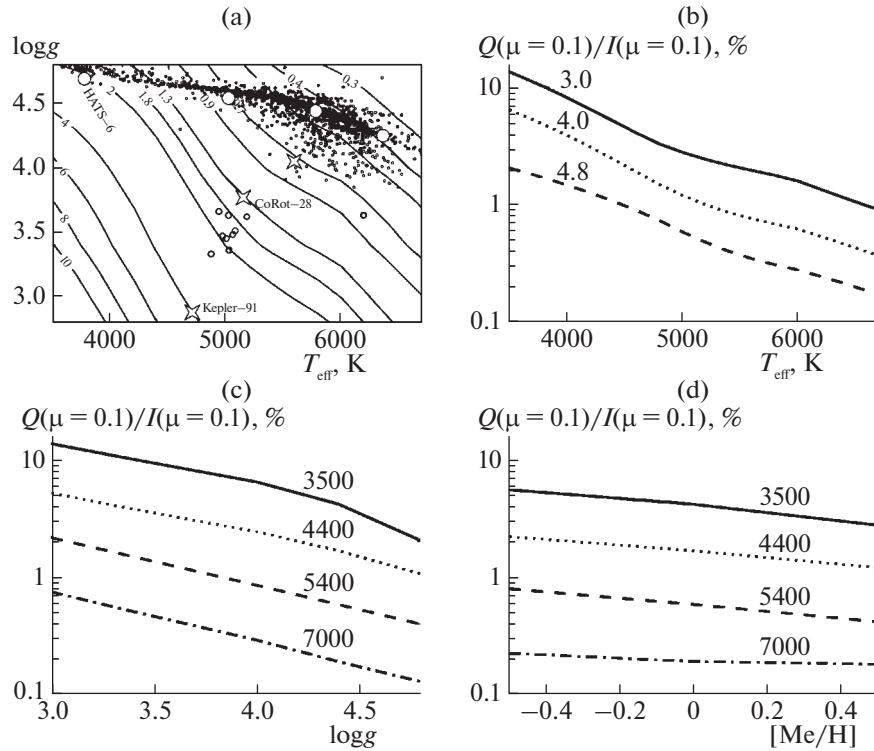 (a)
logg
4.5
4.0
3.5
3.0
4
6
8
10
2
1.8
1.3
0.9
0.4
0.3
HATS–6
CoRot–28
Kepler–91
4000 5000 6000
T_eff, K
(b)
Q(μ = 0.1)/I(μ = 0.1), %
10
1
0.1
3.0
4.0
4.8
4000 5000 6000
T_eff, K
(c)
Q(μ = 0.1)/I(μ = 0.1), %
10
1
0.1
3500
4400
5400
7000
3.0 3.5 4.0 4.5
logg
(d)
Q(μ = 0.1)/I(μ = 0.1), %
10
1
0.1
3500
4400
5400
7000
−0.4 −0.2 0 0.2 0.4
[Me/H]